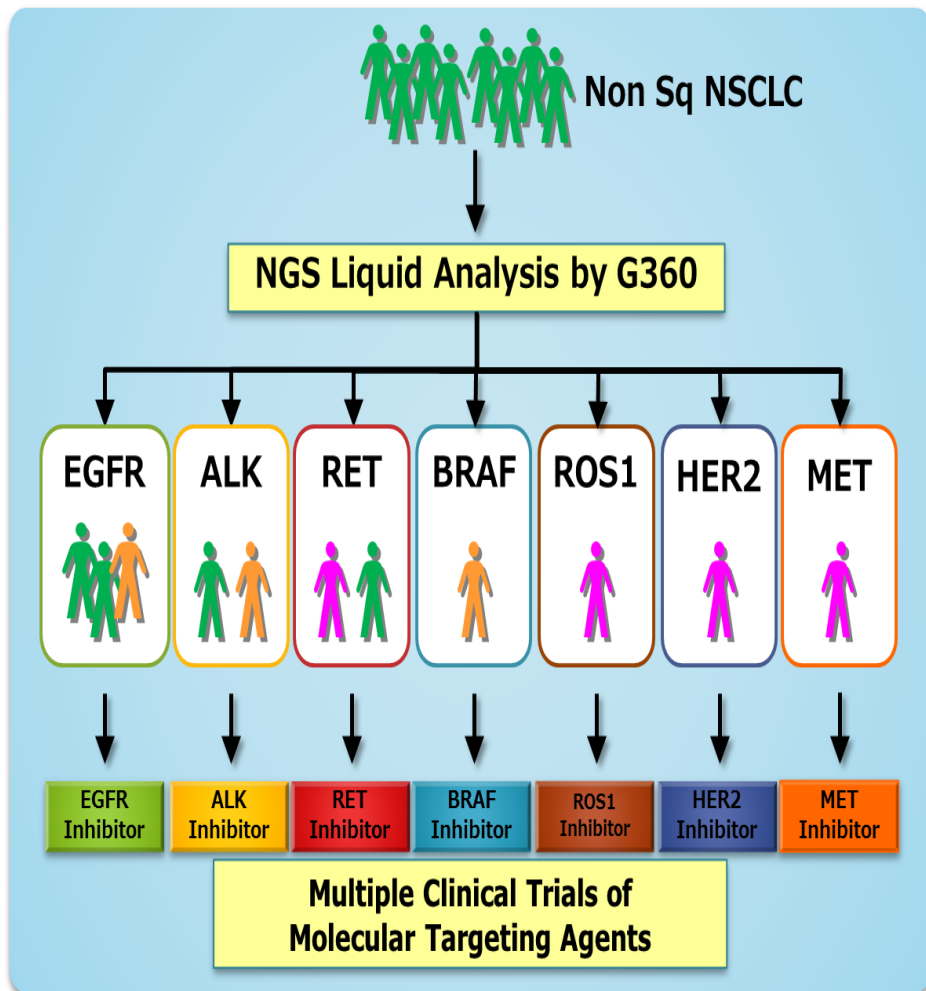 Non Sq NSCLC
NGS Liquid Analysis by G360
EGFR
ALK
RET
BRAF
ROS1
HER2
MET
EGFR
Inhibitor
ALK
Inhibitor
RET
Inhibitor
BRAF
Inhibitor
ROS1
Inhibitor
HER2
Inhibitor
MET
Inhibitor
Multiple Clinical Trials of
Molecular Targeting Agents